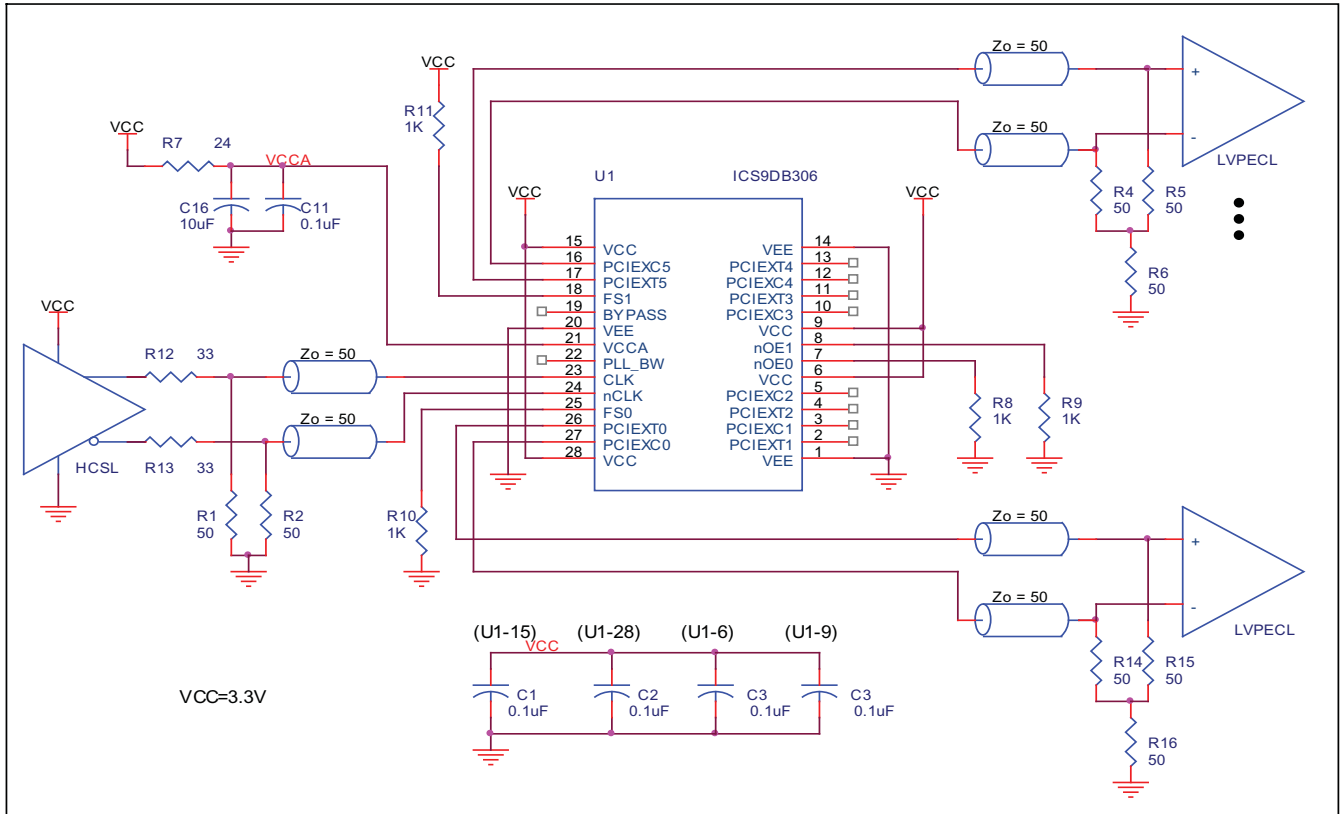 VCC
R7 24
VCCA
C16
10uF
C11
0.1uF
VCC
R11
1K
U1
ICS9DB306
VCC
VCC
15 VCC
16 PCIEXC5
17 PCIEXT5
18 FS1
19 BYPASS
20 VEE
21 VCCA
22 PLL_BW
23 CLK
24 nCLK
25 FS0
26 PCIEXT0
27 PCIEXC0
28 VCC
VEE 14
PCIEXT4 13
PCIEXC4 12
PCIEXT3 11
PCIEXC3 10
VCC 9
nOE1 8
nOE0 7
VCC 6
PCIEXC2 5
PCIEXT2 4
PCIEXC1 3
PCIEXT1 2
VEE 1
Zo = 50
Zo = 50
+
-
LVPECL
R4
50
R5
50
R6
50
VCC
HCSL
R12 33
R13 33
Zo = 50
Zo = 50
R1
50
R2
50
R10
1K
R8
1K
R9
1K
Zo = 50
Zo = 50
+
-
LVPECL
R14
50
R15
50
R16
50
(U1-15) (U1-28) (U1-6) (U1-9)
VCC
C1
0.1uF
C2
0.1uF
C3
0.1uF
C3
0.1uF
VCC=3.3V